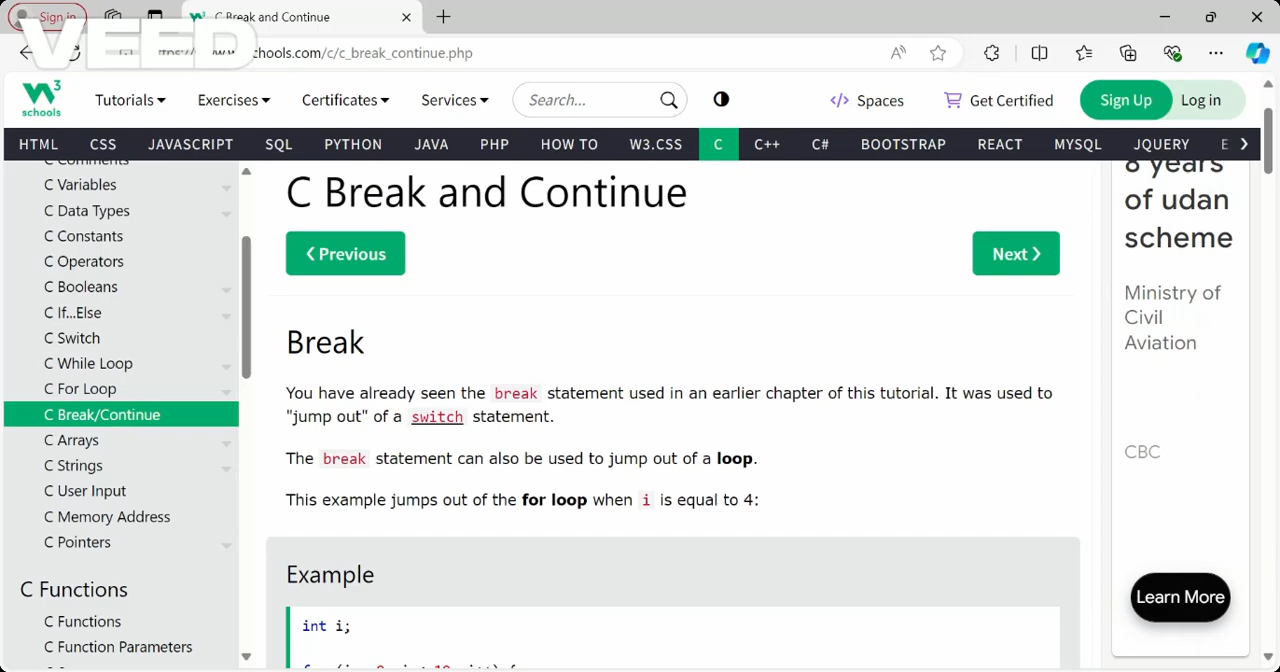 Sign in
C Break and Continue
VEED
schools.com/c/c_break_continue.php
schools
Tutorials
Exercises
Certificates
Services
Search...
Spaces
Get Certified
Sign Up
Log in
HTML CSS JAVASCRIPT SQL PYTHON JAVA PHP HOW TO W3.CSS C C++ C# BOOTSTRAP REACT MYSQL JQUERY E
C Comments
C Variables
C Data Types
C Constants
C Operators
C Booleans
C If...Else
C Switch
C While Loop
C For Loop
C Break/Continue
C Arrays
C Strings
C User Input
C Memory Address
C Pointers
C Functions
C Functions
C Function Parameters
C Break and Continue
❮ Previous
Next ❯
Break
You have already seen the break statement used in an earlier chapter of this tutorial. It was used to
"jump out" of a switch statement.
The break statement can also be used to jump out of a loop.
This example jumps out of the for loop when i is equal to 4:
Example
int i;
8 years
of udan
scheme
Ministry of
Civil
Aviation
CBC
Learn More